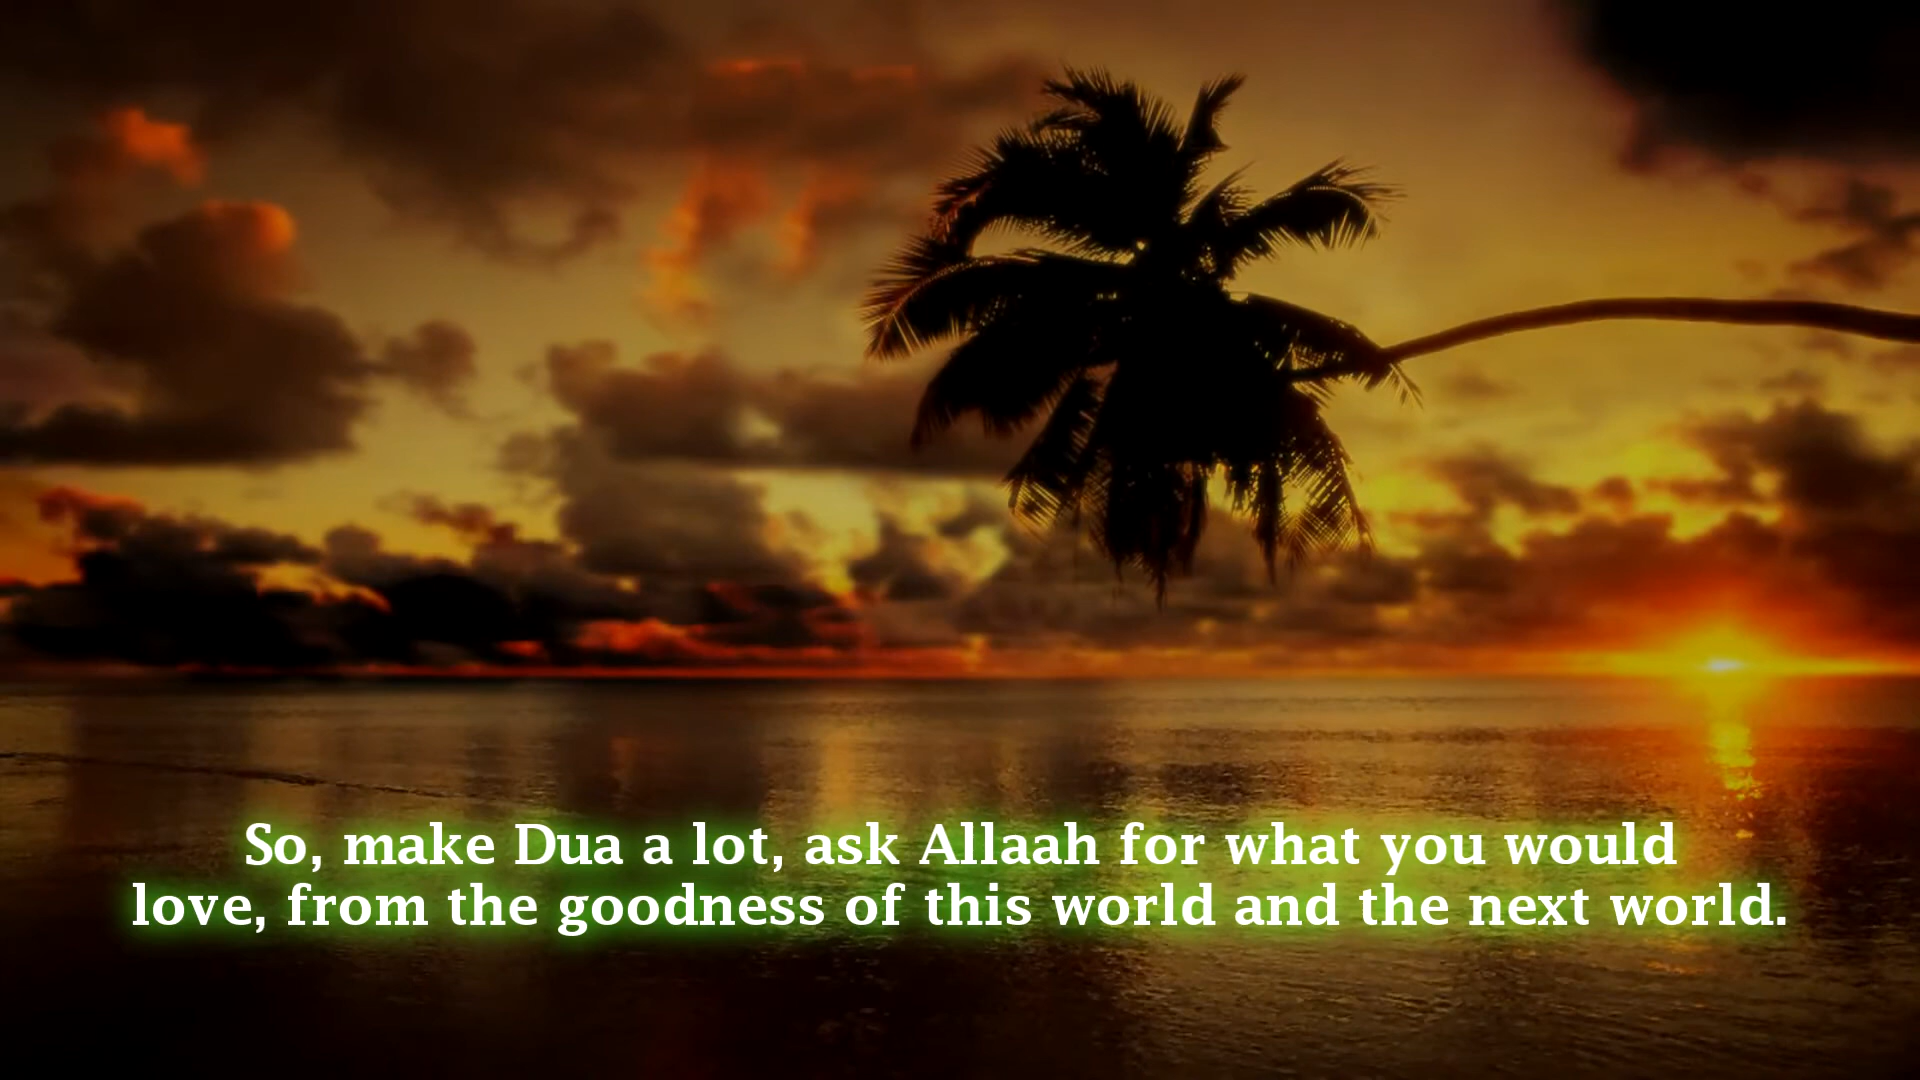 So, make Dua a lot, ask Allaah for what you would
love, from the goodness of this world and the next world.